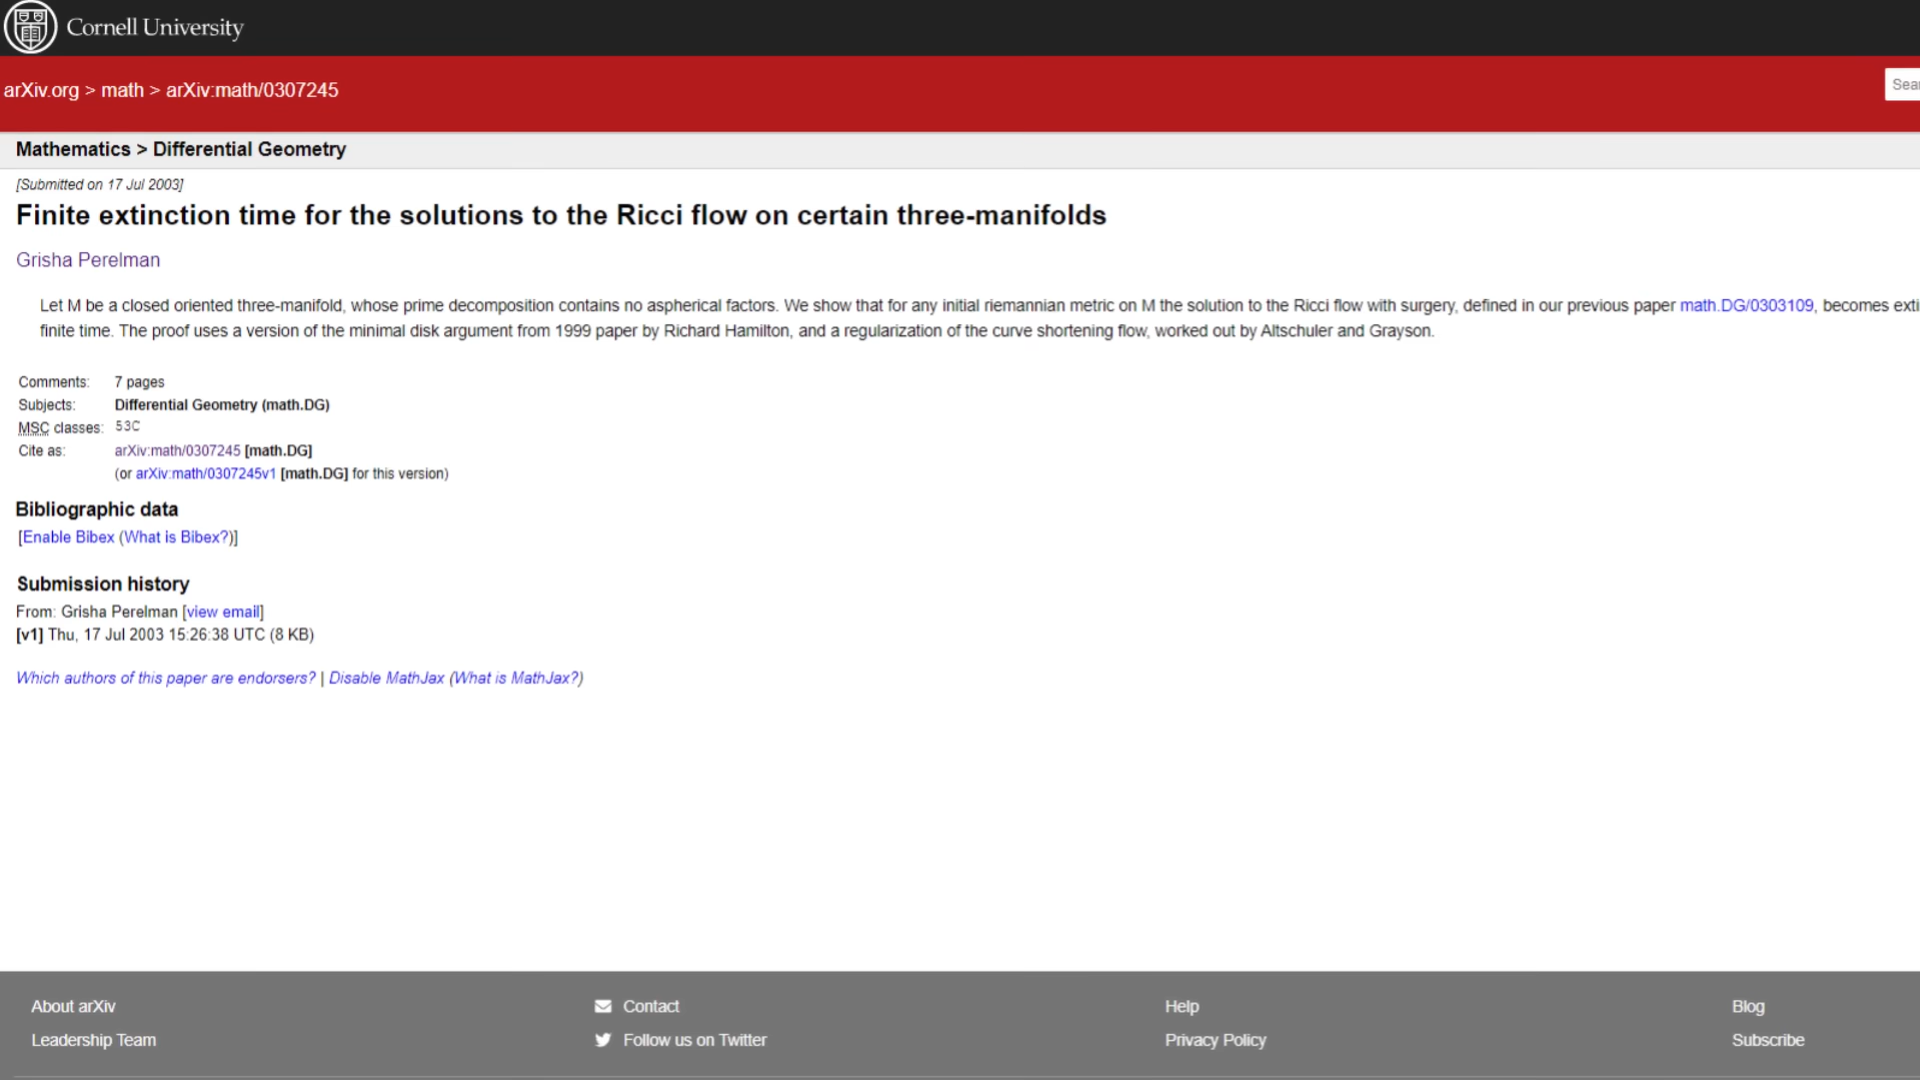 Cornell University
arXiv.org > math > arXiv:math/0307245
Mathematics > Differential Geometry
[Submitted on 17 Jul 2003]
Finite extinction time for the solutions to the Ricci flow on certain three-manifolds
Grisha Perelman
Let M be a closed oriented three-manifold, whose prime decomposition contains no aspherical factors. We show that for any initial riemannian metric on M the solution to the Ricci flow with surgery, defined in our previous paper math.DG/0303109, becomes exti
finite time. The proof uses a version of the minimal disk argument from 1999 paper by Richard Hamilton, and a regularization of the curve shortening flow, worked out by Altschuler and Grayson.
Comments: 7 pages
Subjects: Differential Geometry (math.DG)
MSC classes: 53C
Cite as: arXiv:math/0307245 [math.DG]
(or arXiv:math/0307245v1 [math.DG] for this version)
Bibliographic data
[Enable Bibex (What is Bibex?)]
Submission history
From: Grisha Perelman [view email]
[v1] Thu, 17 Jul 2003 15:26:38 UTC (8 KB)
Which authors of this paper are endorsers? | Disable MathJax (What is MathJax?)
About arXiv Contact Help Blog
Leadership Team Follow us on Twitter Privacy Policy Subscribe